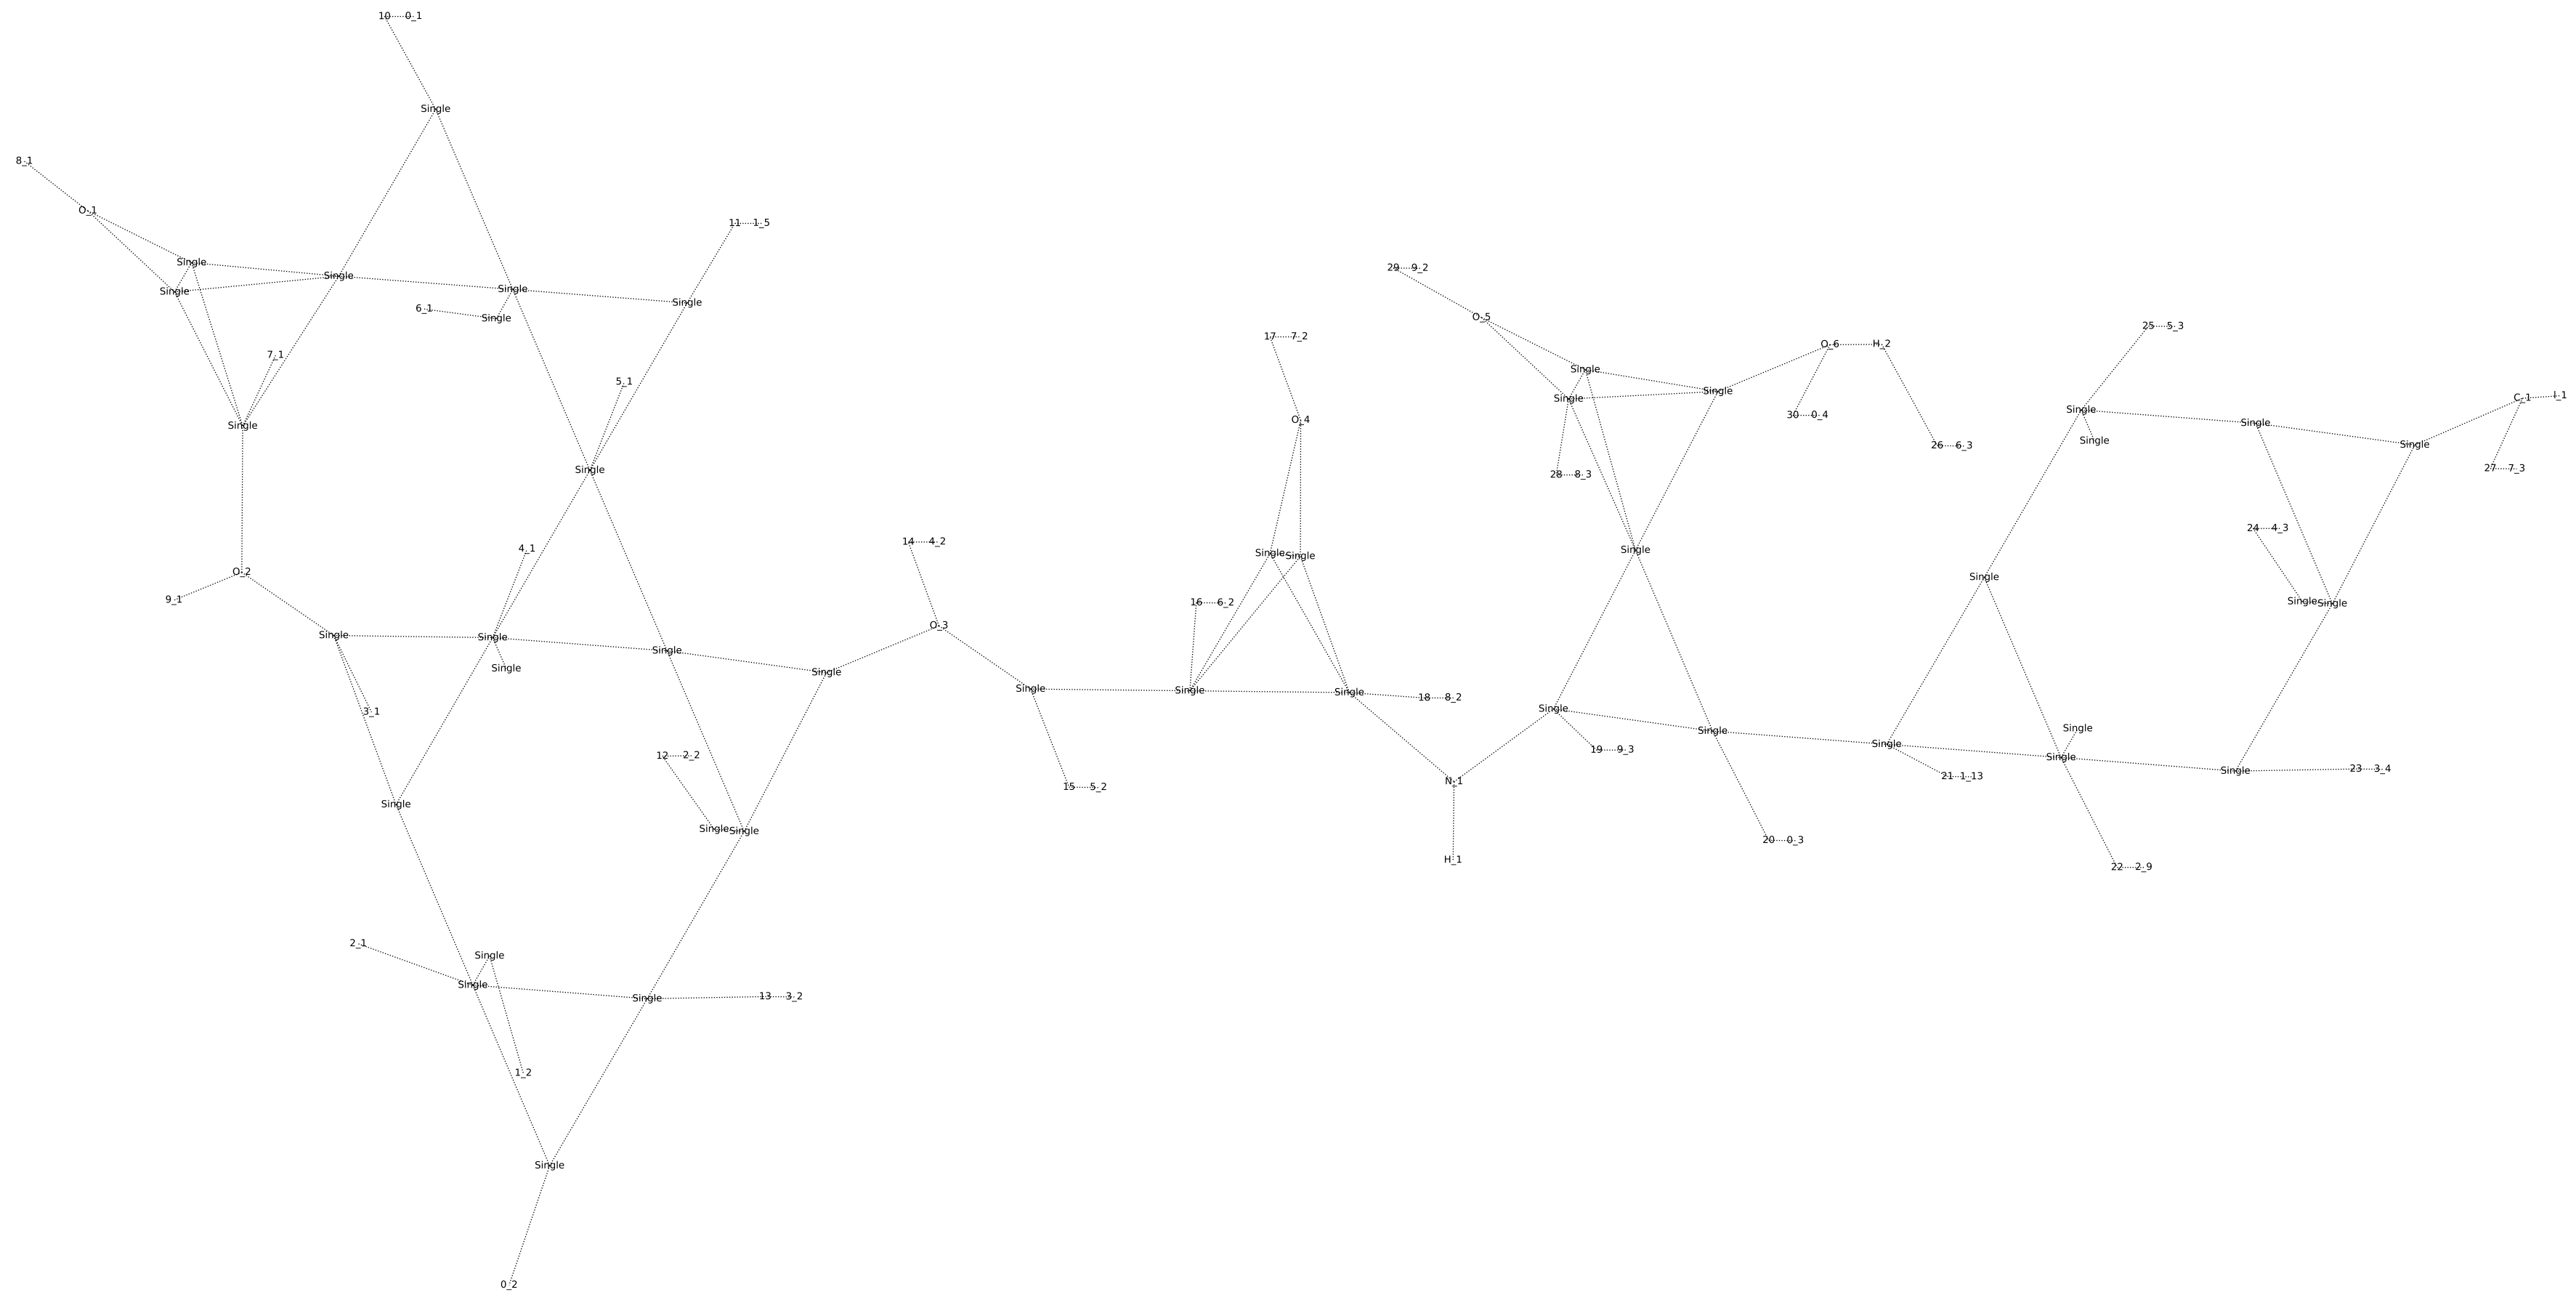 10 0_1
Single
8_1
O_1
11 1_5
Single
29 9_2
Single
Single
Single
Single
Single
6_1
Single
O_5
25 5_3
17 7_2
O_6 H_2
7_1
Single
5_1
Single
C_1 I_1
Single
30 0_4
Single
O_4
Single
Single
Single
Single
26 6_3
27 7_3
Single
28 8_3
24 4_3
14 4_2
4_1
Single
Single Single
O_2
Single
9_1
16 6_2
Single Single
O_3
Single
Single
Single
Single
Single
Single
Single
Single
18 8_2
3_1
Single
Single
Single
Single
19 9_3
12 2_2
Single
23 3_4
Single
21 1_13
N_1
15 5_2
Single
Single Single
20 0_3
H_1
22 2_9
2_1
Single
Single
13 3_2
Single
1_2
Single
0_2